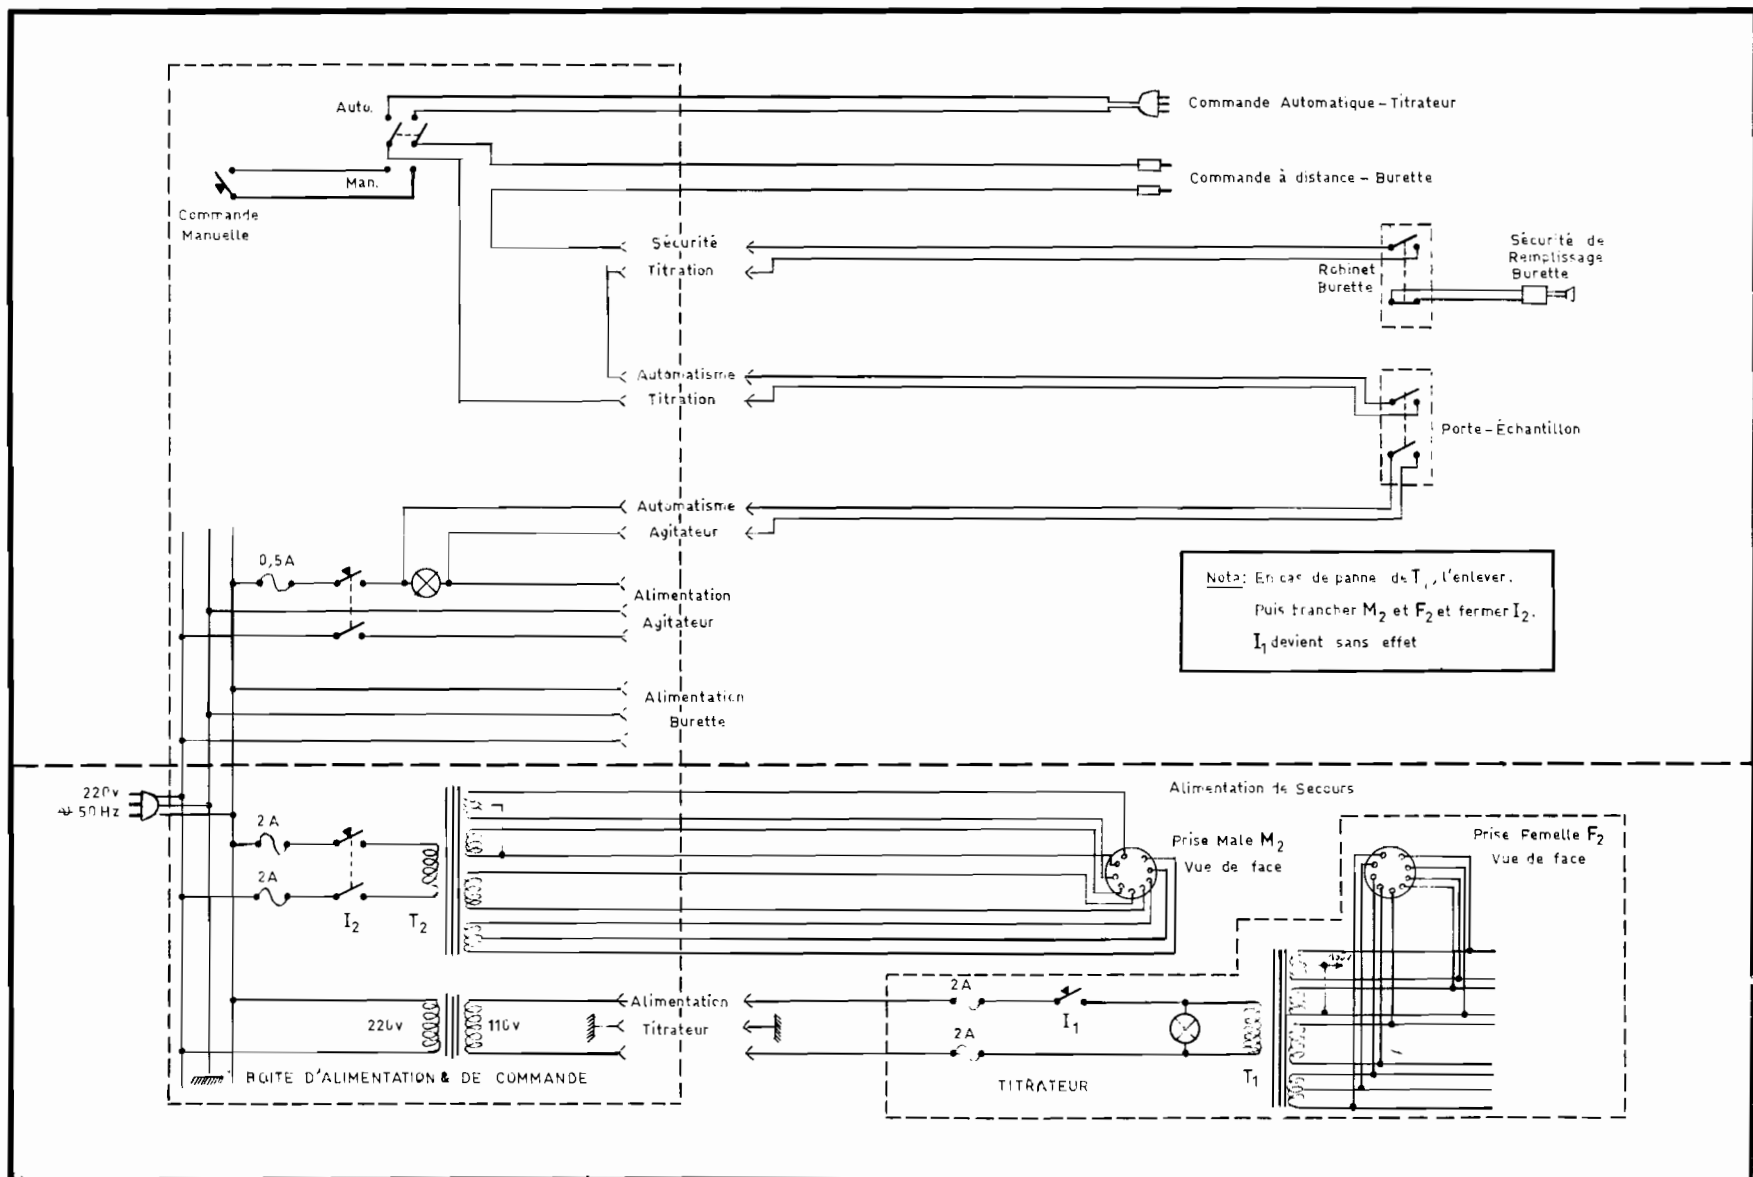 Auto.
Commande Automatique-Titrateur
Man.
Commande à distance - Burette
Commande
Manuelle
Sécurité
Titration
Robinet
Burette
Sécurité de
Remplissage
Burette
Automatisme
Titration
Porte-Échantillon
Automatisme
Agitateur
0,5A
Alimentation
Agitateur
Nota: En cas de panne de T₁, l'enlever.
Puis brancher M₂ et F₂ et fermer I₂.
I₁ devient sans effet
Alimentation
Burette
220v
50Hz
2A
2A
I₂
T₂
Alimentation de Secours
Prise Male M₂
Vue de face
Prise Femelle F₂
Vue de face
220v
110v
Alimentation
Titrateur
2A
2A
I₁
T₁
BOITE D'ALIMENTATION & DE COMMANDE
TITRATEUR